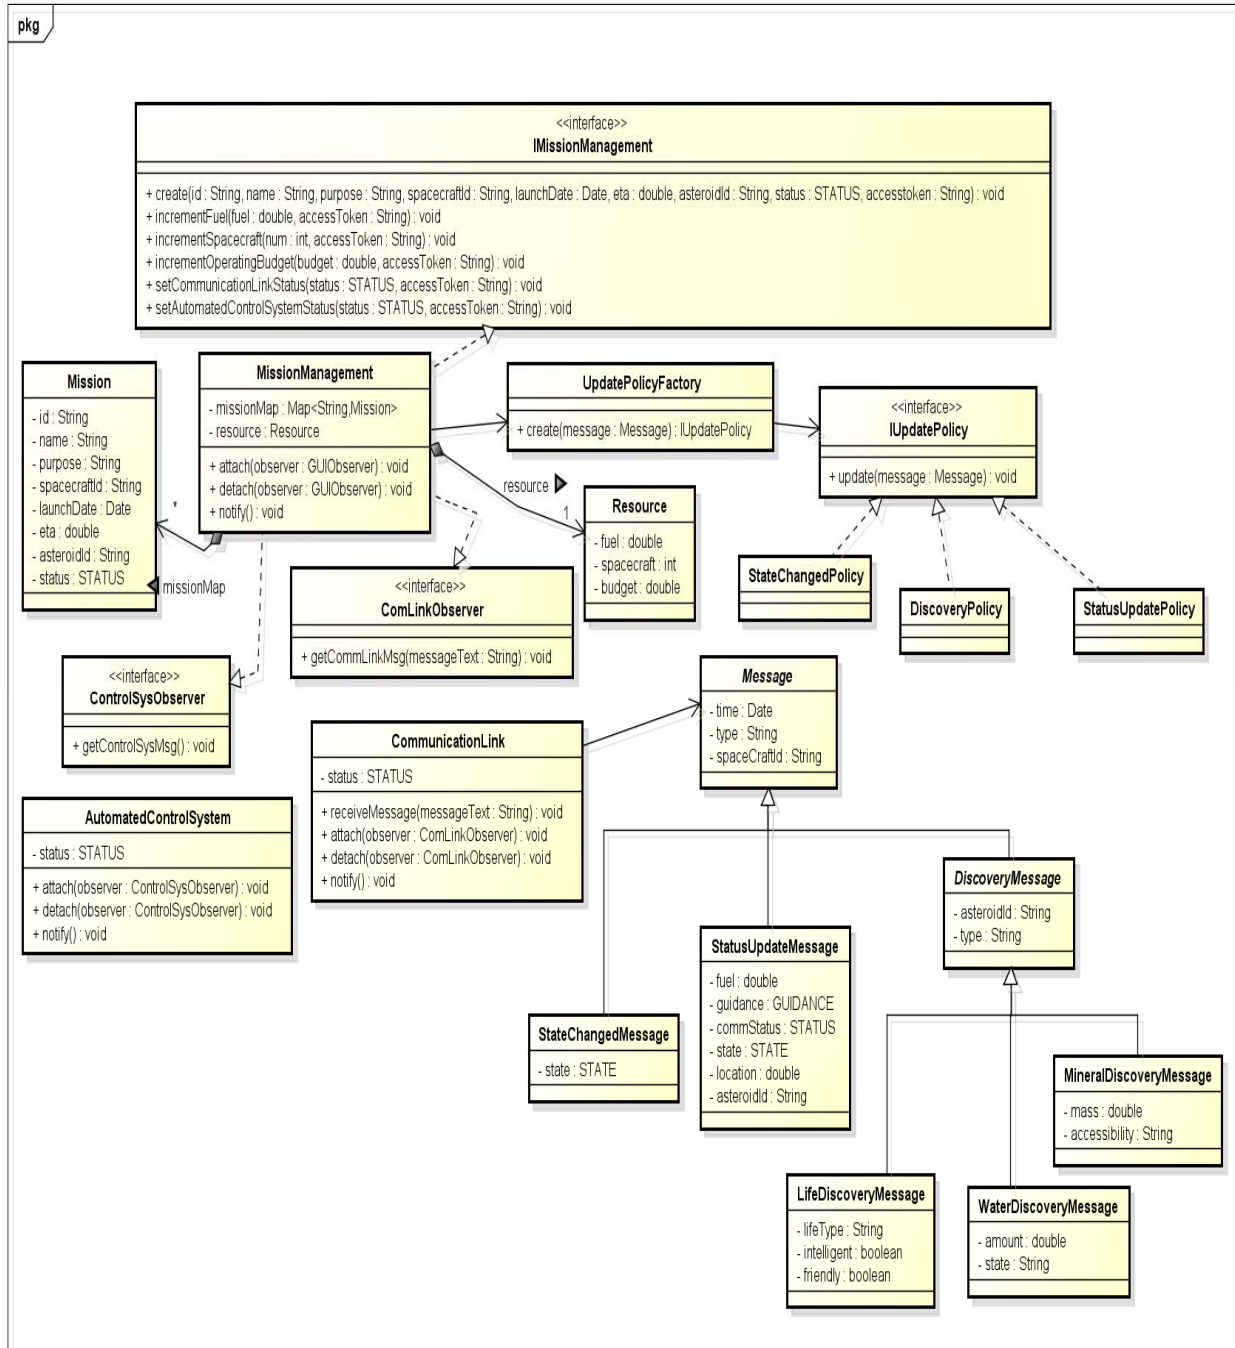 pkg
<<interface>>
IMissionManagement
+ create(id : String, name : String, purpose : String, spacecraftId : String, launchDate : Date, eta : double, asteroidId : String, status : STATUS, accesstoken : String) : void
+ incrementFuel(fuel : double, accessToken : String) : void
+ incrementSpacecraft(num : int, accessToken : String) : void
+ incrementOperatingBudget(budget : double, accessToken : String) : void
+ setCommunicationLinkStatus(status : STATUS, accessToken : String) : void
+ setAutomatedControlSystemStatus(status : STATUS, accessToken : String) : void
Mission
- id : String
- name : String
- purpose : String
- spacecraftId : String
- launchDate : Date
- eta : double
- asteroidId : String
- status : STATUS
MissionManagement
- missionMap : Map<String,Mission>
- resource : Resource
+ attach(observer : GUIObserver) : void
+ detach(observer : GUIObserver) : void
+ notify() : void
UpdatePolicyFactory
+ create(message : Message) : IUpdatePolicy
<<interface>>
IUpdatePolicy
+ update(message : Message) : void
*
missionMap
resource
1
Resource
- fuel : double
- spacecraft : int
- budget : double
<<interface>>
ComLinkObserver
+ getCommLinkMsg(messageText : String) : void
StateChangedPolicy
DiscoveryPolicy
StatusUpdatePolicy
<<interface>>
ControlSysObserver
+ getControlSysMsg() : void
CommunicationLink
- status : STATUS
+ receiveMessage(messageText : String) : void
+ attach(observer : ComLinkObserver) : void
+ detach(observer : ComLinkObserver) : void
+ notify() : void
Message
- time : Date
- type : String
- spaceCraftId : String
AutomatedControlSystem
- status : STATUS
+ attach(observer : ControlSysObserver) : void
+ detach(observer : ControlSysObserver) : void
+ notify() : void
DiscoveryMessage
- asteroidId : String
- type : String
StatusUpdateMessage
- fuel : double
- guidance : GUIDANCE
- commStatus : STATUS
- state : STATE
- location : double
- asteroidId : String
StateChangedMessage
- state : STATE
MineralDiscoveryMessage
- mass : double
- accessibility : String
LifeDiscoveryMessage
- lifeType : String
- intelligent : boolean
- friendly : boolean
WaterDiscoveryMessage
- amount : double
- state : String